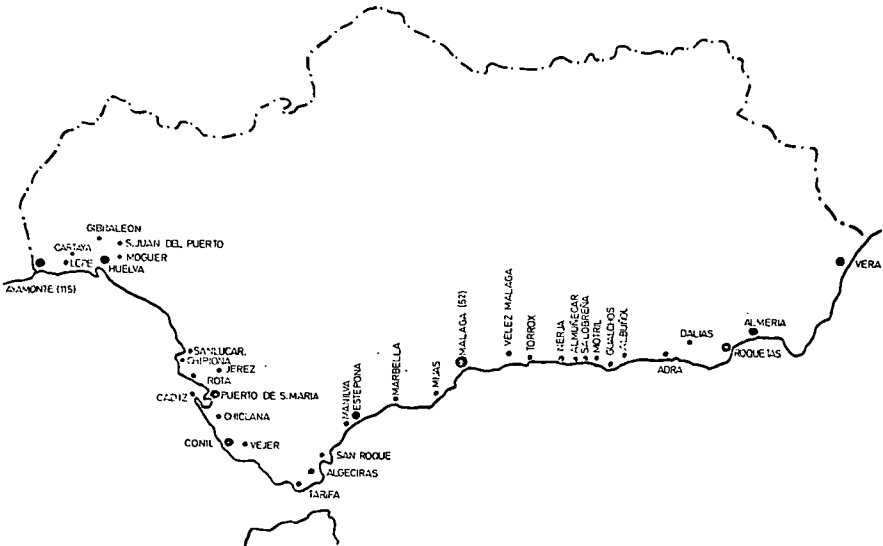 GIBRALEON
CARTAYA
S.JUAN DEL PUERTO
LEPE
MOGUER
HUELVA
AYAMONTE (115)
SANLUCAR.
CHIPIONA
JEREZ
ROTA
CADIZ
PUERTO DE S.MARIA
CHICLANA
CONIL
VEJER
SAN ROQUE
ALGECIRAS
TARIFA
MANILVA
ESTEPONA
MARBELLA
MIJAS
MALAGA (52)
VELEZ MALAGA
TORROX
NERJA
ALMUÑECAR
SALOBREÑA
MOTRIL
GUALCHOS
ALBUÑOL
ADRA
DALIAS
ROQUETAS
ALMERIA
VERA